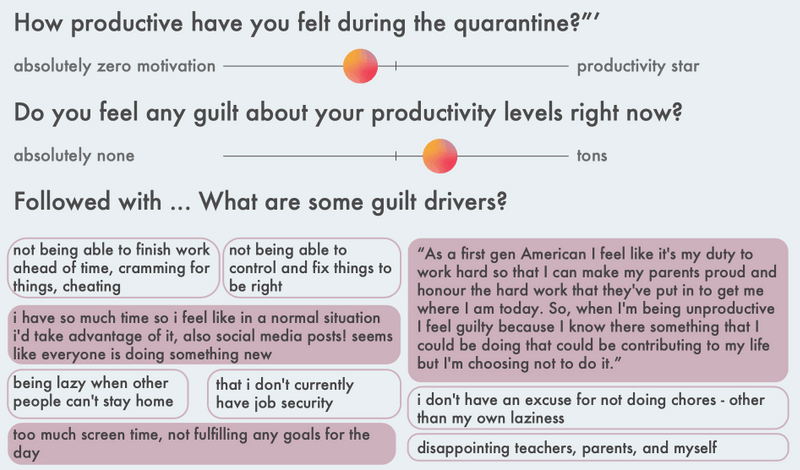 How productive have you felt during the quarantine?”’
absolutely zero motivation
productivity star
Do you feel any guilt about your productivity levels right now?
absolutely none
tons
Followed with ... What are some guilt drivers?
not being able to finish work
ahead of time, cramming for
things, cheating
not being able to
control and fix things to
be right
i have so much time so i feel like in a normal situation
i'd take advantage of it, also social media posts! seems
like everyone is doing something new
being lazy when other
people can't stay home
that i don't currently
have job security
too much screen time, not fulfilling any goals for the
day
“As a first gen American I feel like it's my duty to
work hard so that I can make my parents proud and
honour the hard work that they've put in to get me
where I am today. So, when I'm being unproductive
I feel guilty because I know there something that I
could be doing that could be contributing to my life
but I'm choosing not to do it.”
i don't have an excuse for not doing chores - other
than my own laziness
disappointing teachers, parents, and myself